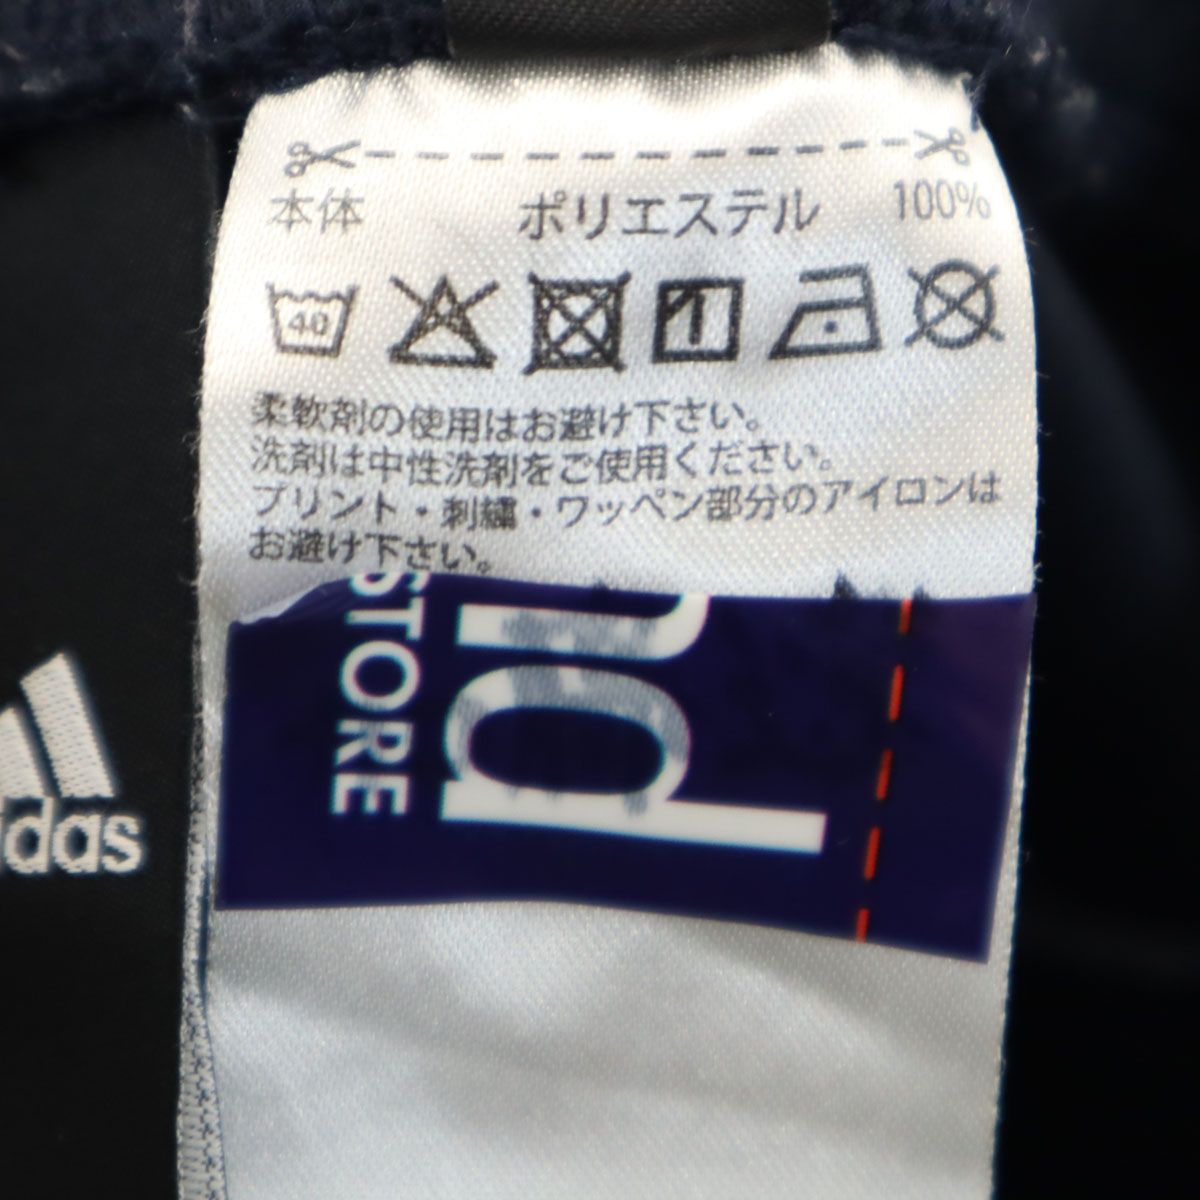 本体 ポリエステル 100%
40
柔軟剤の使用はお避け下さい。
洗剤は中性洗剤をご使用ください。
プリント・刺繍・ワッペン部分のアイロンは
お避け下さい。
STORE
nd
didas